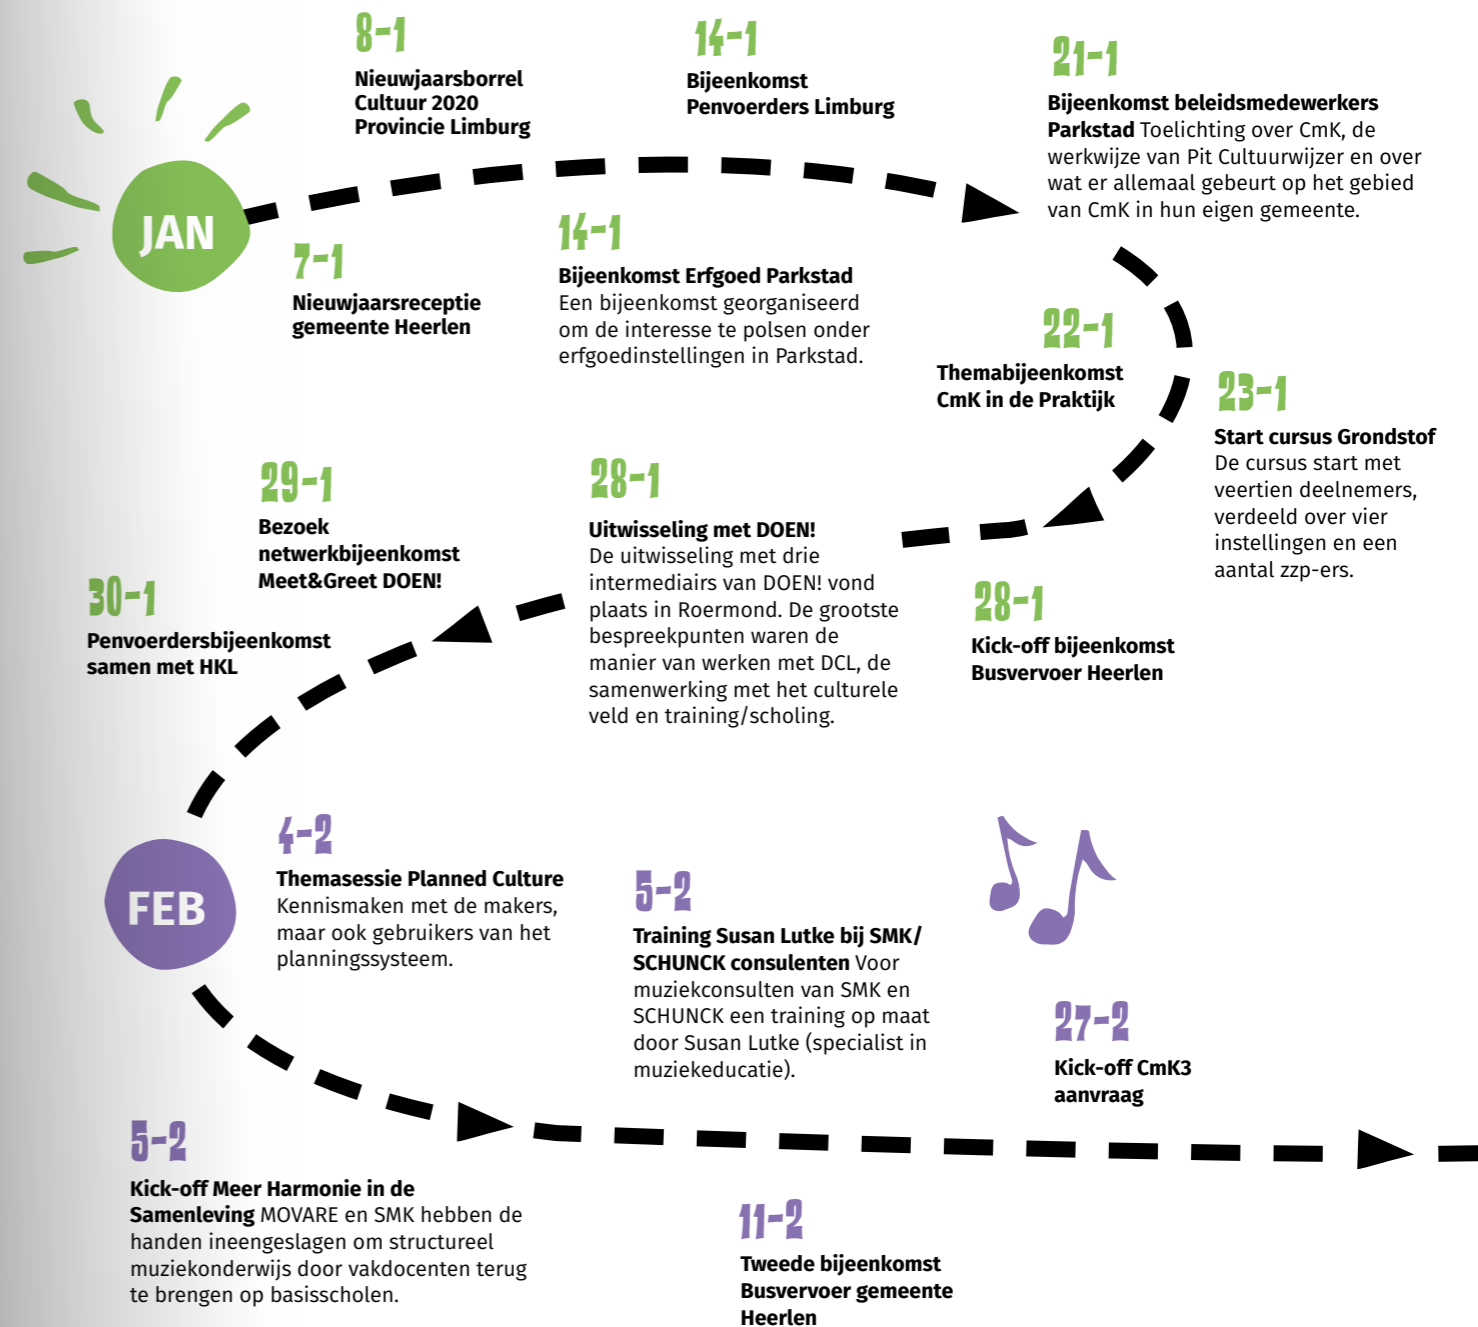 JAN
7-1
Nieuwjaarsreceptie
gemeente Heerlen
8-1
Nieuwjaarsborrel
Cultuur 2020
Provincie Limburg
14-1
Bijeenkomst Erfgoed Parkstad
Een bijeenkomst georganiseerd
om de interesse te polsen onder
erfgoedinstellingen in Parkstad.
14-1
Bijeenkomst
Penvoerders Limburg
21-1
Bijeenkomst beleidsmedewerkers
Parkstad Toelichting over CmK, de
werkwijze van Pit Cultuurwijzer en over
wat er allemaal gebeurt op het gebied
van CmK in hun eigen gemeente.
22-1
Themabijeenkomst
CmK in de Praktijk
23-1
Start cursus Grondstof
De cursus start met
veertien deelnemers,
verdeeld over vier
instellingen en een
aantal zzp-ers.
28-1
Kick-off bijeenkomst
Busvervoer Heerlen
28-1
Uitwisseling met DOEN!
De uitwisseling met drie
intermediairs van DOEN! vond
plaats in Roermond. De grootste
bespreekpunten waren de
manier van werken met DCL, de
samenwerking met het culturele
veld en training/scholing.
29-1
Bezoek
netwerkbijeenkomst
Meet&Greet DOEN!
30-1
Penvoerdersbijeenkomst
samen met HKL
FEB
4-2
Themasessie Planned Culture
Kennismaken met de makers,
maar ook gebruikers van het
planningssysteem.
5-2
Training Susan Lutke bij SMK/
SCHUNCK consulenten Voor
muziekconsulten van SMK en
SCHUNCK een training op maat
door Susan Lutke (specialist in
muziekeducatie).
5-2
Kick-off Meer Harmonie in de
Samenleving MOVARE en SMK hebben de
handen ineengeslagen om structureel
muziekonderwijs door vakdocenten terug
te brengen op basisscholen.
11-2
Tweede bijeenkomst
Busvervoer gemeente
Heerlen
27-2
Kick-off CmK3
aanvraag